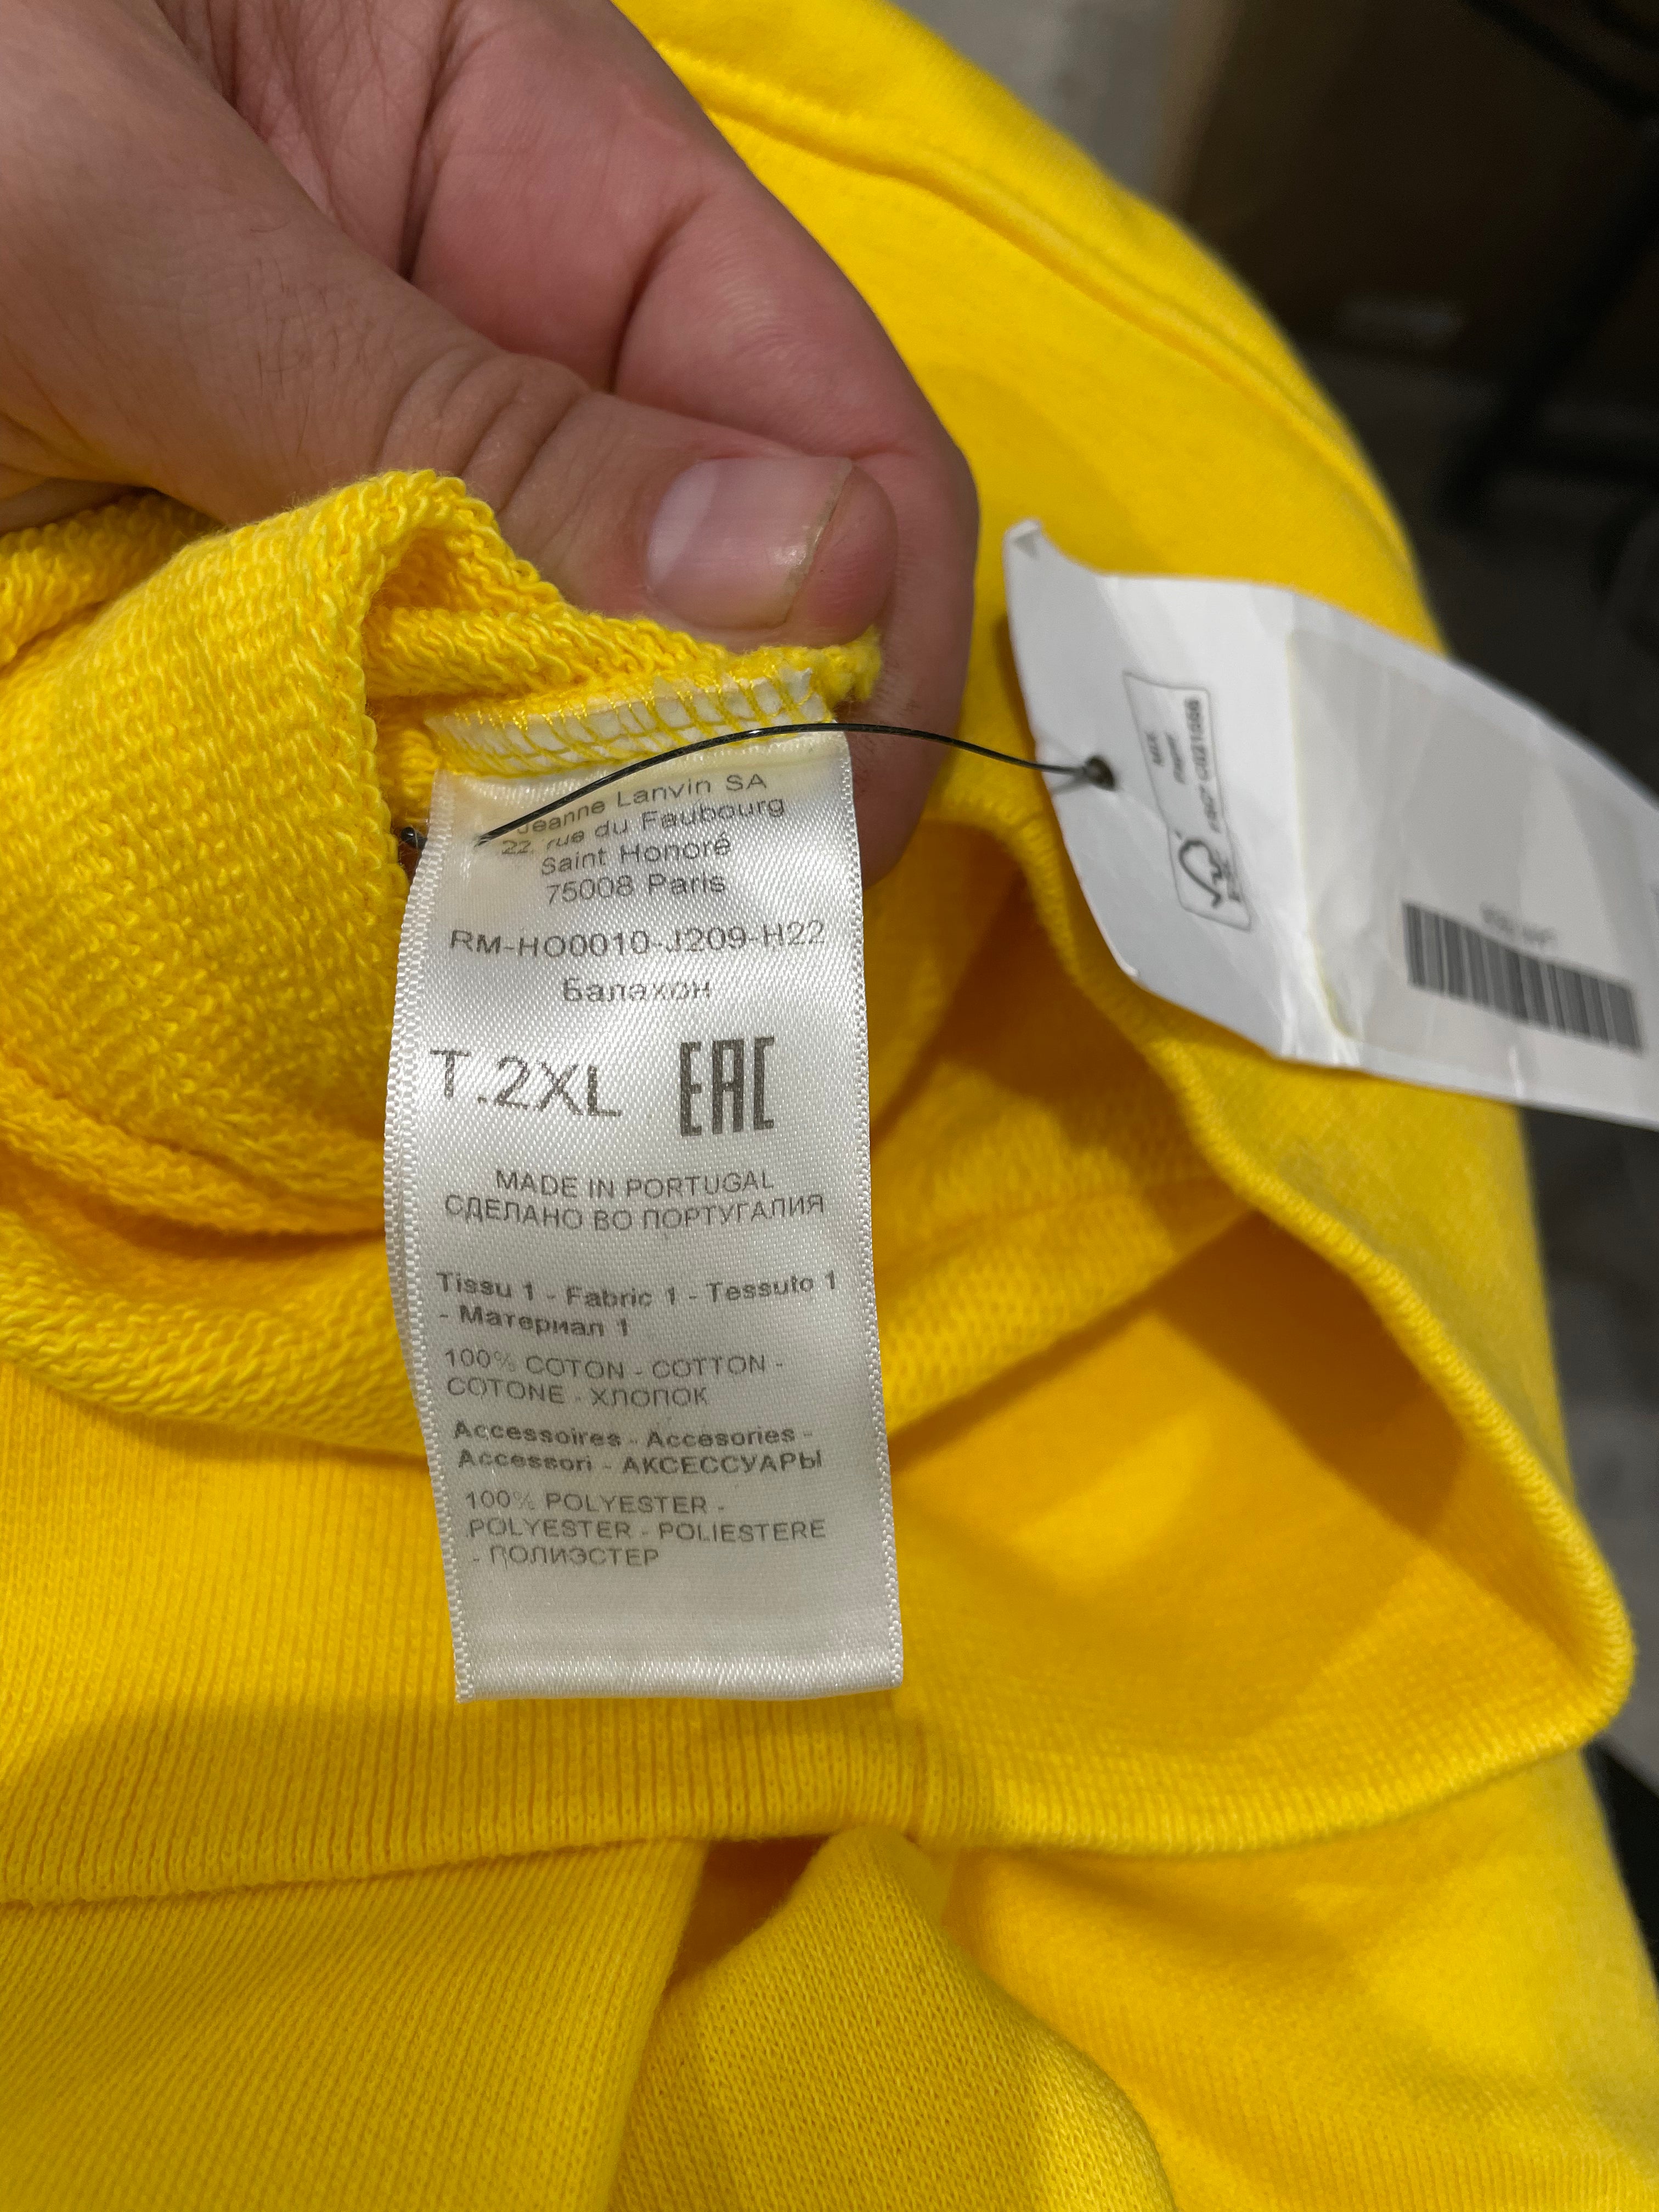 Jeanne Lanvin SA
22, rue du Faubourg
Saint Honoré
75008 Paris
RM-HO0010-J209-H22
Балахон
T.2XL EAC
MADE IN PORTUGAL
СДЕЛАНО ВО ПОРТУГАЛИЯ
Tissu 1 - Fabric 1 - Tessuto 1
- Материал 1
100% COTON - COTTON -
COTONE - ХЛОПОК
Accessoires - Accesories -
Accessori - АКСЕССУАРЫ
100% POLYESTER -
POLYESTER - POLIESTERE
- ПОЛИЭСТЕР
MIX
Paper